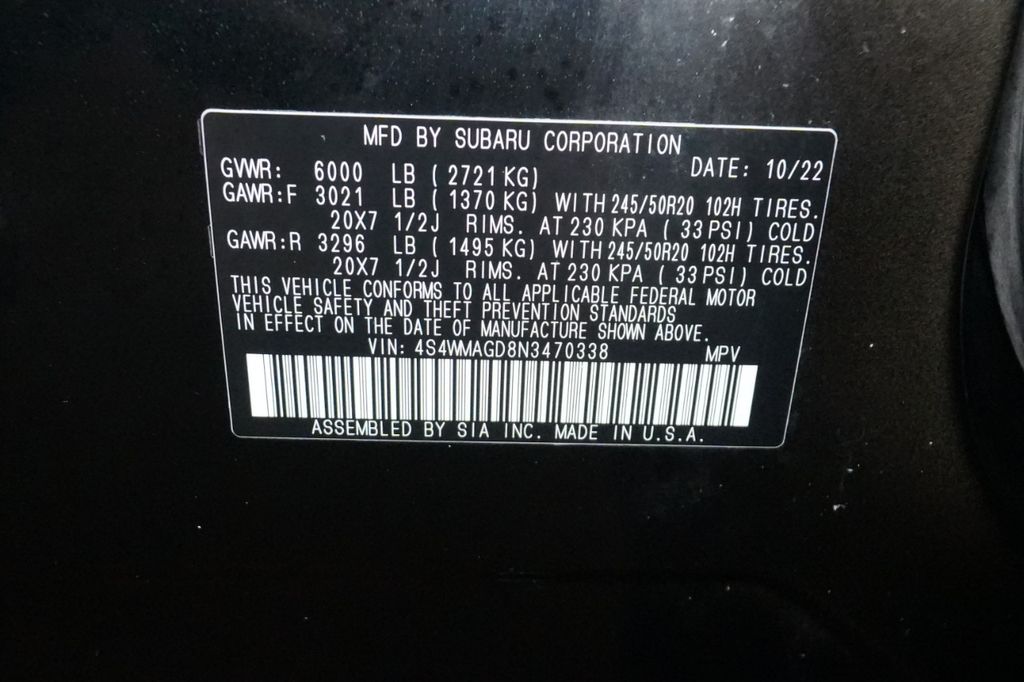 MFD BY SUBARU CORPORATION
GVWR: 6000 LB ( 2721 KG) DATE: 10/22
GAWR:F 3021 LB ( 1370 KG) WITH 245/50R20 102H TIRES.
20X7 1/2J RIMS. AT 230 KPA ( 33 PSI) COLD
GAWR:R 3296 LB ( 1495 KG) WITH 245/50R20 102H TIRES.
20X7 1/2J RIMS. AT 230 KPA ( 33 PSI) COLD
THIS VEHICLE CONFORMS TO ALL APPLICABLE FEDERAL MOTOR
VEHICLE SAFETY AND THEFT PREVENTION STANDARDS
IN EFFECT ON THE DATE OF MANUFACTURE SHOWN ABOVE.
VIN: 4S4WMAGD8N3470338 MPV
ASSEMBLED BY SIA INC. MADE IN U.S.A.